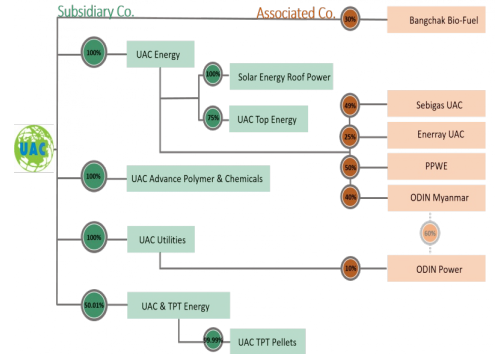 Subsidiary Co.
Associated Co.
30%
Bangchak Bio-Fuel
100%
UAC Energy
100%
Solar Energy Roof Power
75%
UAC Top Energy
49%
Sebigas UAC
25%
Enerray UAC
UAC
50%
PPWE
100%
UAC Advance Polymer & Chemicals
40%
ODIN Myanmar
60%
100%
UAC Utilities
10%
ODIN Power
50.01%
UAC & TPT Energy
99.99%
UAC TPT Pellets